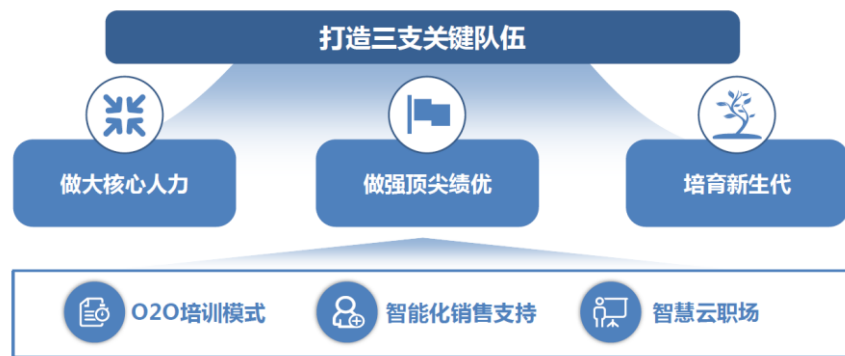 打造三支关键队伍
做大核心人力
做强顶尖绩优
培育新生代
O2O培训模式
智能化销售支持
智慧云职场